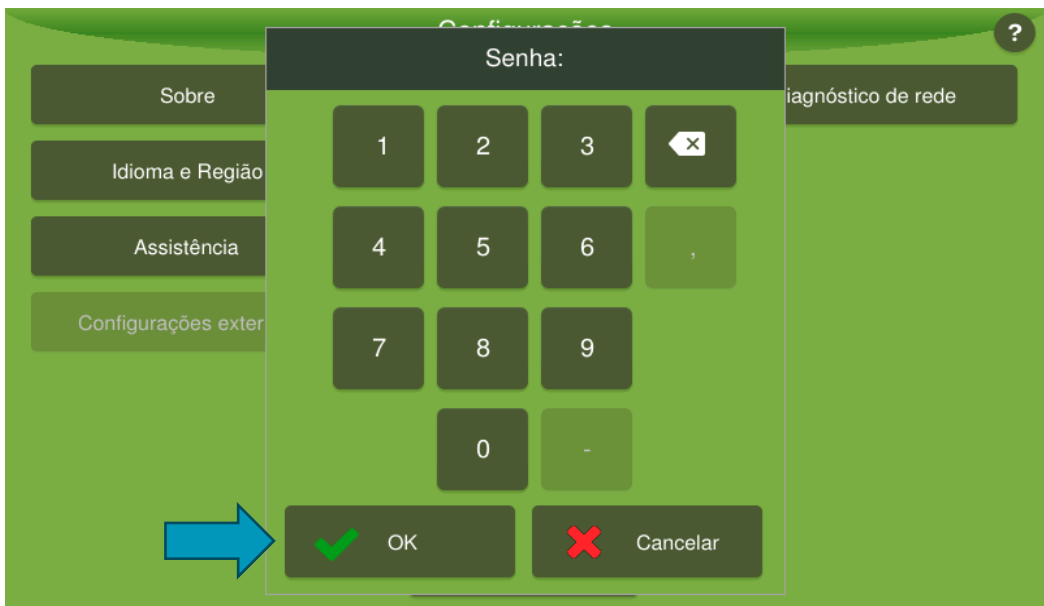 Configurações
?
Senha:
Sobre
iagnóstico de rede
1 2 3
Idioma e Região
4 5 6 ,
Assistência
Configurações exter
7 8 9
0 -
OK
Cancelar